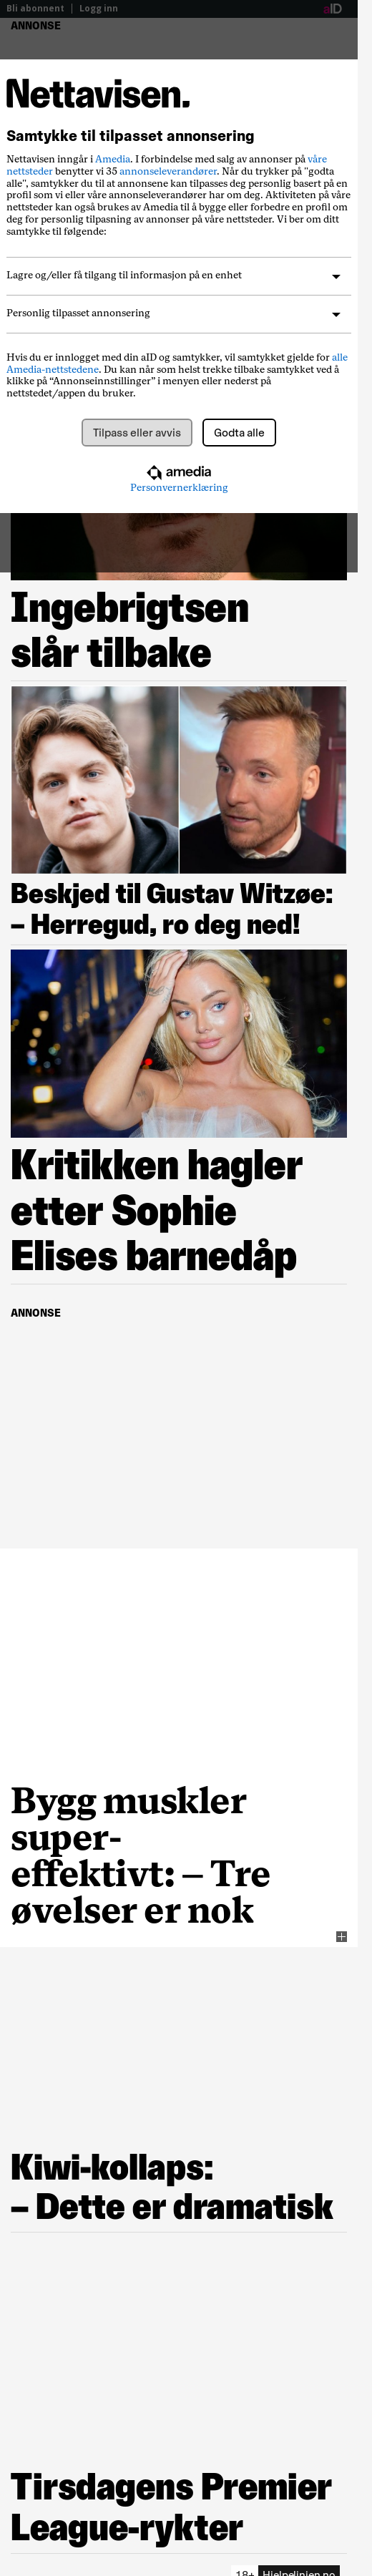 Bli abonnent | Logg inn
aID
ANNONSE
Nettavisen.
Samtykke til tilpasset annonsering
Nettavisen inngår i Amedia. I forbindelse med salg av annonser på våre
nettsteder benytter vi 35 annonseleverandører. Når du trykker på "godta
alle", samtykker du til at annonsene kan tilpasses deg personlig basert på en
profil som vi eller våre annonseleverandører har om deg. Aktiviteten på våre
nettsteder kan også brukes av Amedia til å bygge eller forbedre en profil om
deg for personlig tilpasning av annonser på våre nettsteder. Vi ber om ditt
samtykke til følgende:
Lagre og/eller få tilgang til informasjon på en enhet
Personlig tilpasset annonsering
Hvis du er innlogget med din aID og samtykker, vil samtykket gjelde for alle
Amedia-nettstedene. Du kan når som helst trekke tilbake samtykket ved å
klikke på “Annonseinnstillinger” i menyen eller nederst på
nettstedet/appen du bruker.
Tilpass eller avvis
Godta alle
amedia
Personvernerklæring
Ingebrigtsen
slår tilbake
Beskjed til Gustav Witzøe:
– Herregud, ro deg ned!
Kritikken hagler
etter Sophie
Elises barnedåp
ANNONSE
Bygg muskler
super-
effektivt: – Tre
øvelser er nok
Kiwi-kollaps:
– Dette er dramatisk
Tirsdagens Premier
League-rykter
18+ Hjelpelinjen.no